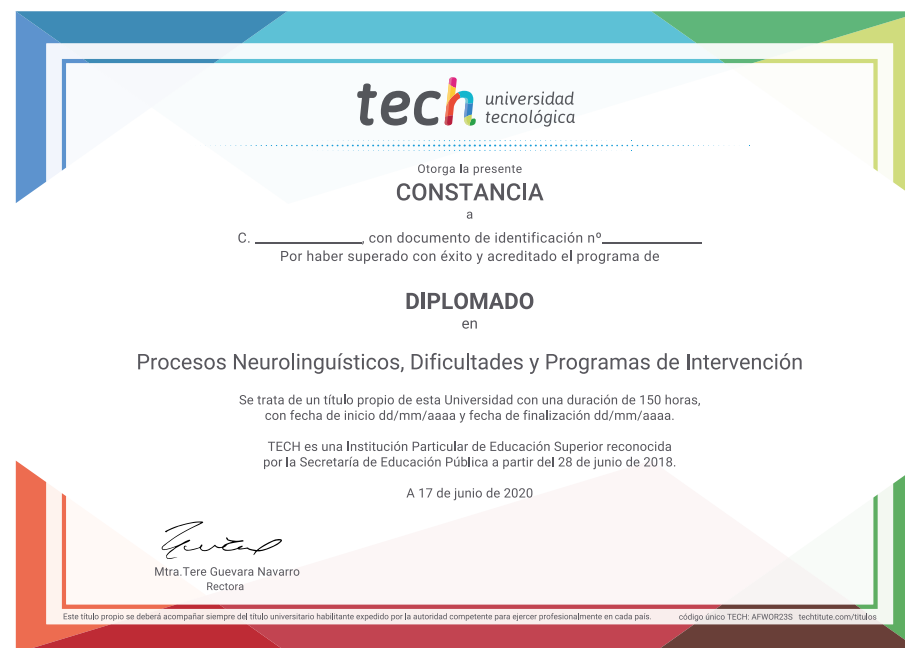 tech universidad
tecnológica
Otorga la presente
CONSTANCIA
a
C. ______________, con documento de identificación nº_____________
Por haber superado con éxito y acreditado el programa de
DIPLOMADO
en
Procesos Neurolinguísticos, Dificultades y Programas de Intervención
Se trata de un título propio de esta Universidad con una duración de 150 horas,
con fecha de inicio dd/mm/aaaa y fecha de finalización dd/mm/aaaa.
TECH es una Institución Particular de Educación Superior reconocida
por la Secretaría de Educación Pública a partir del 28 de junio de 2018.
A 17 de junio de 2020
Mtra.Tere Guevara Navarro
Rectora
Este título propio se deberá acompañar siempre del título universitario habilitante expedido por la autoridad competente para ejercer profesionalmente en cada país. código único TECH: AFWOR23S techtitute.com/titulos